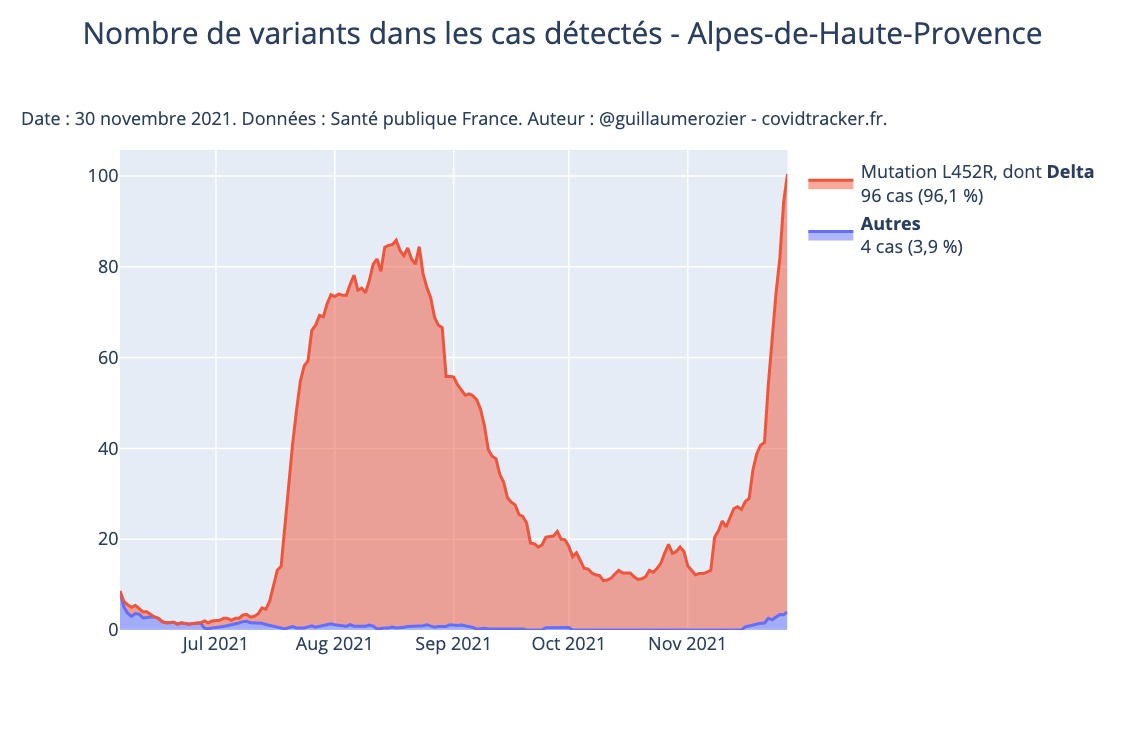 Nombre de variants dans les cas détectés - Alpes-de-Haute-Provence
Date : 30 novembre 2021. Données : Santé publique France. Auteur : @guillaumerozier - covidtracker.fr.
Mutation L452R, dont Delta
96 cas (96,1 %)
Autres
4 cas (3,9 %)
100
80
60
40
20
0
Jul 2021
Aug 2021
Sep 2021
Oct 2021
Nov 2021